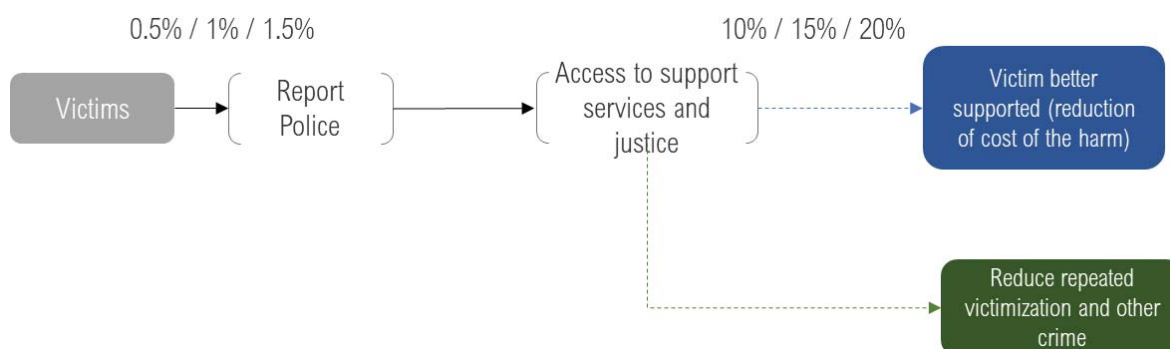 0.5% / 1% / 1.5%
10% / 15% / 20%
Victims
Report
Police
Access to support
services and
justice
Victim better
supported (reduction
of cost of the harm)
Reduce repeated
victimization and other
crime